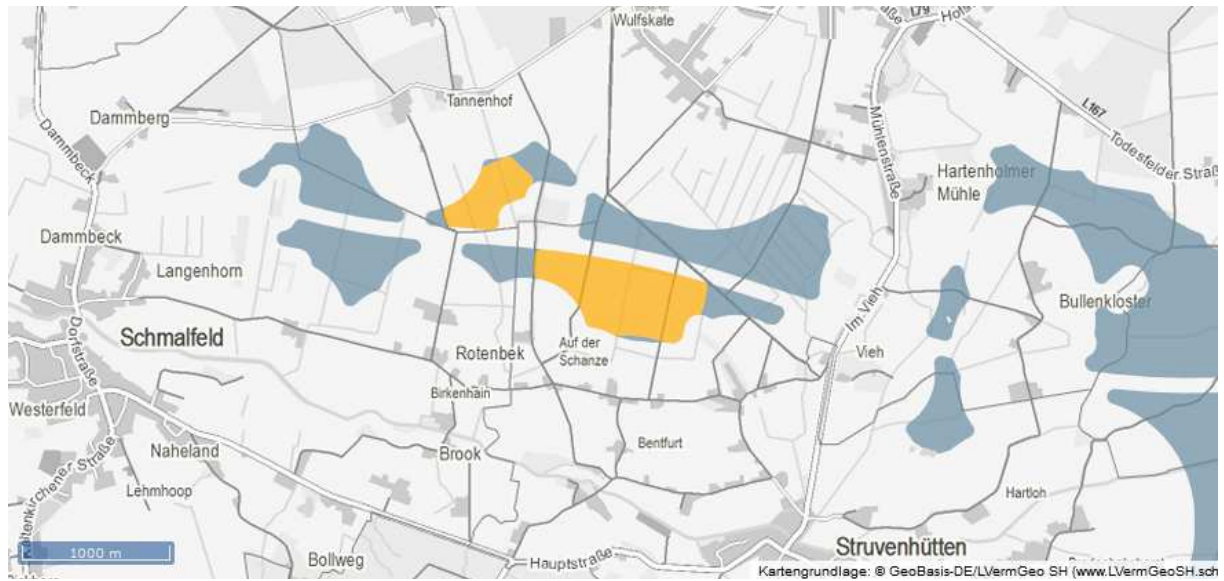 L79
Wulfskate
Tannenhof
L167
Dammberg
Dammbeck
Mühlenstraße
Todesfelder Straß
Hartenholmer
Mühle
Dammbeck
Langenhorn
Bullenkloster
Im Vieh
Schmalfeld
Dorfstraße
Rotenbek
Auf der
Schanze
Vieh
Birkenhain
Westerfeld
Naheland
Brook
Bentfurt
Lehmhoop
Hartloh
1000 m
Bollweg
Hauptstraße
Struvenhütten
Kartengrundlage: © GeoBasis-DE/LVermGeo SH (www.LVermGeoSH.sch